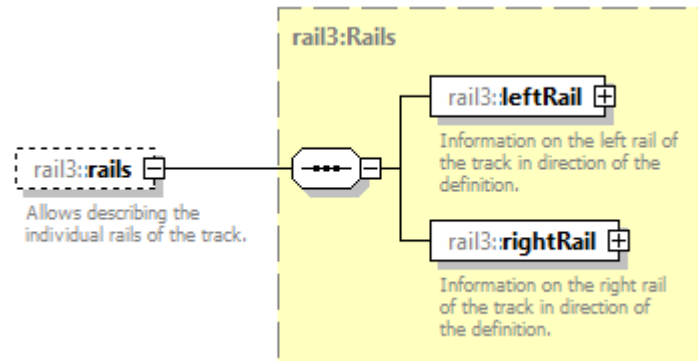 rail3:Rails
rail3::leftRail
Information on the left rail of
the track in direction of the
definition.
rail3::rails
Allows describing the
individual rails of the track.
rail3::rightRail
Information on the right rail
of the track in direction of
the definition.